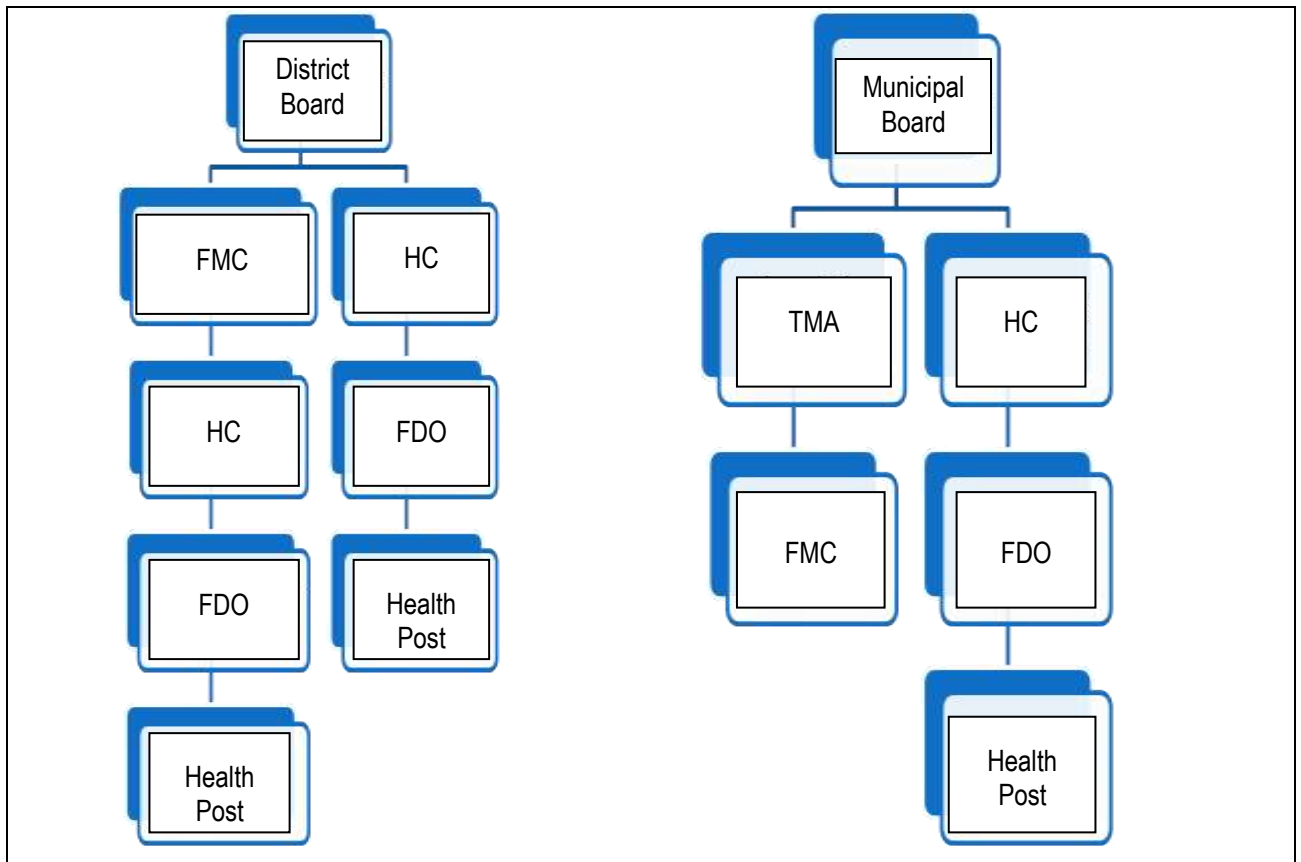 District
Board
FMC
HC
HC
FDO
FDO
Health
Post
Health
Post
Municipal
Board
TMA
HC
FMC
FDO
Health
Post